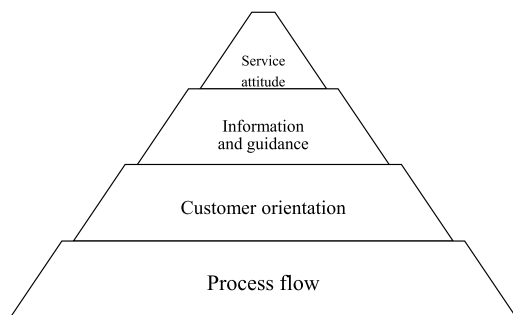 Service
attitude
Information
and guidance
Customer orientation
Process flow